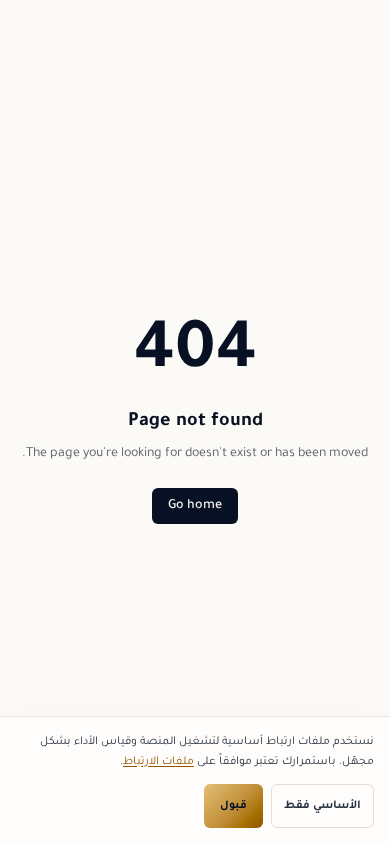 404
Page not found
The page you're looking for doesn't exist or has been moved.
Go home
نستخدم ملفات ارتباط أساسية لتشغيل المنصة وقياس الأداء بشكل
مجهّل. باستمرارك تعتبر موافقاً على ملفات الارتباط.
الأساسي فقط
قبول